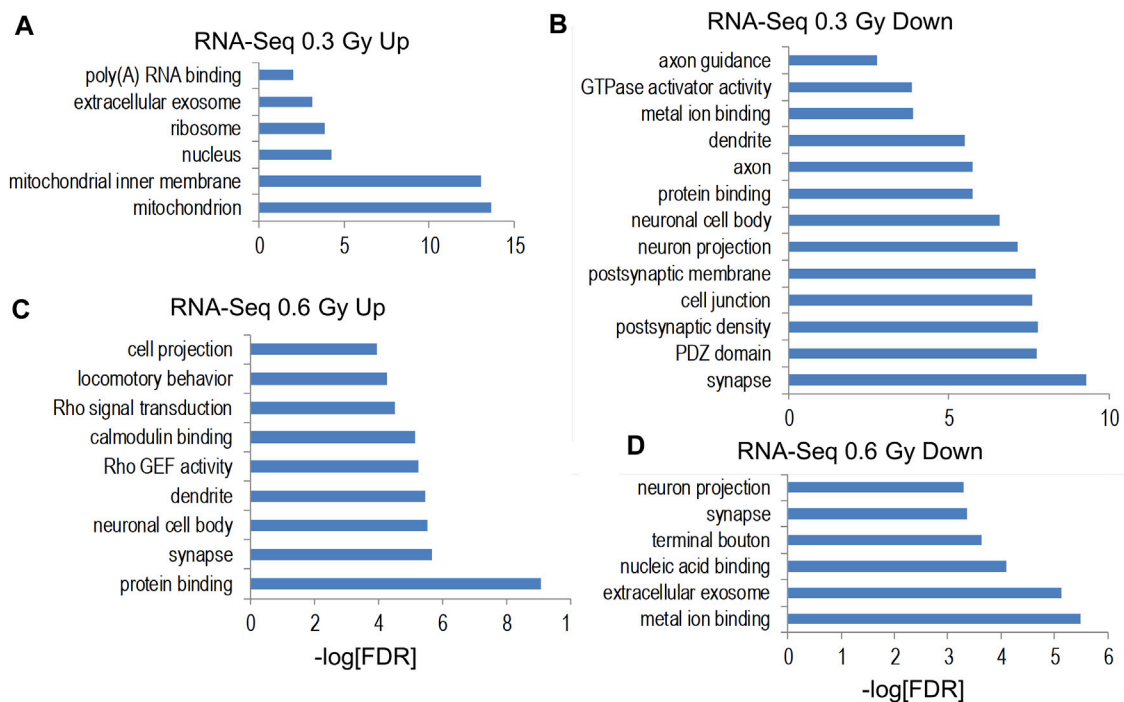 A
RNA-Seq 0.3 Gy Up
poly(A) RNA binding
extracellular exosome
ribosome
nucleus
mitochondrial inner membrane
mitochondrion
0 5 10 15
B
RNA-Seq 0.3 Gy Down
axon guidance
GTPase activator activity
metal ion binding
dendrite
axon
protein binding
neuronal cell body
neuron projection
postsynaptic membrane
cell junction
postsynaptic density
PDZ domain
synapse
0 5 10
C
RNA-Seq 0.6 Gy Up
cell projection
locomotory behavior
Rho signal transduction
calmodulin binding
Rho GEF activity
dendrite
neuronal cell body
synapse
protein binding
0 2 4 6 8 1
-log[FDR]
D
RNA-Seq 0.6 Gy Down
neuron projection
synapse
terminal bouton
nucleic acid binding
extracellular exosome
metal ion binding
0 1 2 3 4 5 6
-log[FDR]